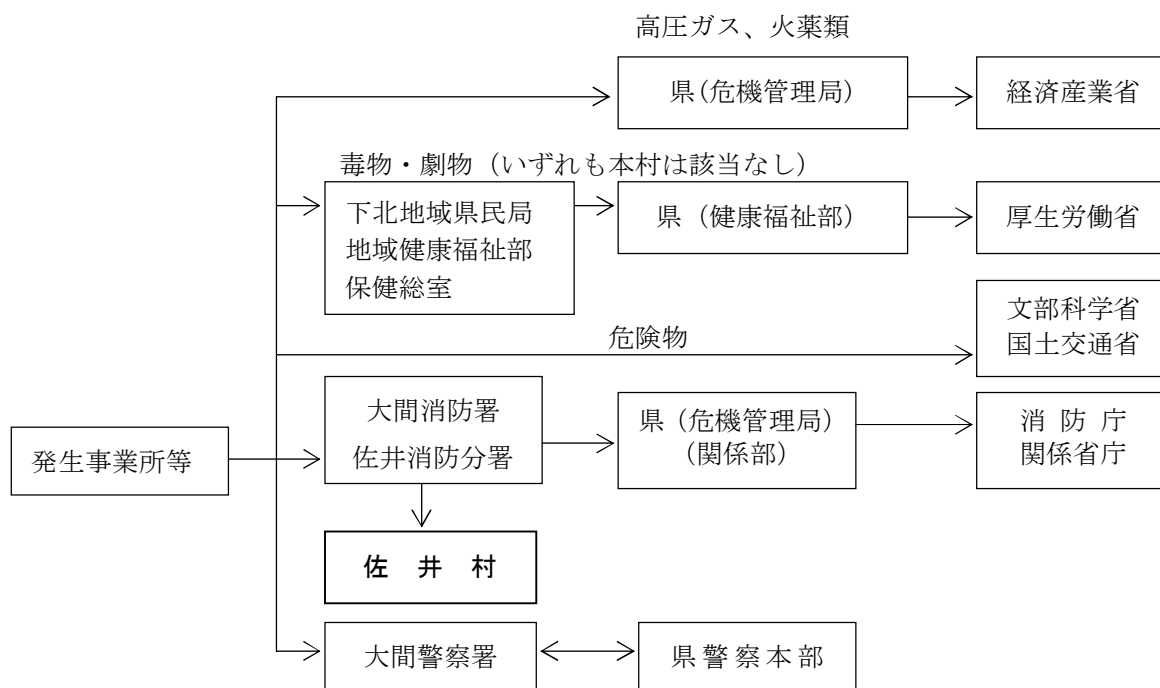 高圧ガス、火薬類
県(危機管理局)
経済産業省
毒物・劇物（いずれも本村は該当なし）
下北地域県民局
地域健康福祉部
保健総室
県（健康福祉部）
厚生労働省
危険物
文部科学省
国土交通省
発生事業所等
大間消防署
佐井消防分署
県（危機管理局）
（関係部）
消 防 庁
関係省庁
佐 井 村
大間警察署
県警察本部